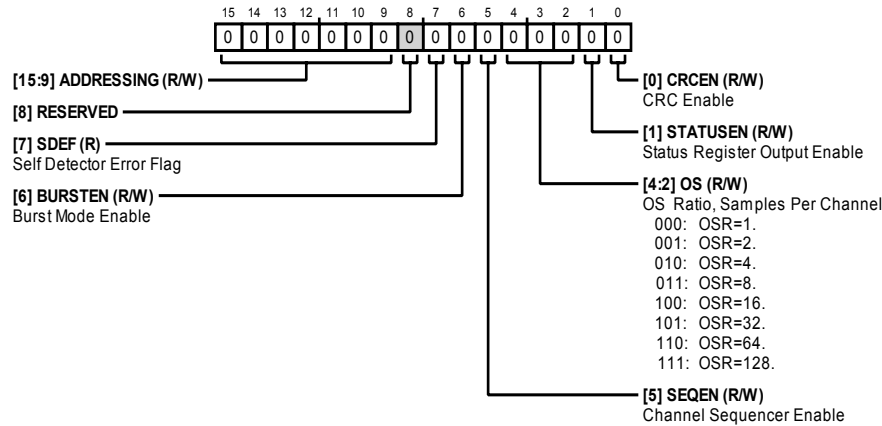 15 14 13 12 11 10 9 8 7 6 5 4 3 2 1 0
0 0 0 0 0 0 0 0 0 0 0 0 0 0 0 0
[15:9] ADDRESSING (R/W)
[8] RESERVED
[7] SDEF (R)
Self Detector Error Flag
[6] BURSTEN (R/W)
Burst Mode Enable
[0] CRCEN (R/W)
CRC Enable
[1] STATUSEN (R/W)
Status Register Output Enable
[4:2] OS (R/W)
OS Ratio, Samples Per Channel
000: OSR=1.
001: OSR=2.
010: OSR=4.
011: OSR=8.
100: OSR=16.
101: OSR=32.
110: OSR=64.
111: OSR=128.
[5] SEQEN (R/W)
Channel Sequencer Enable